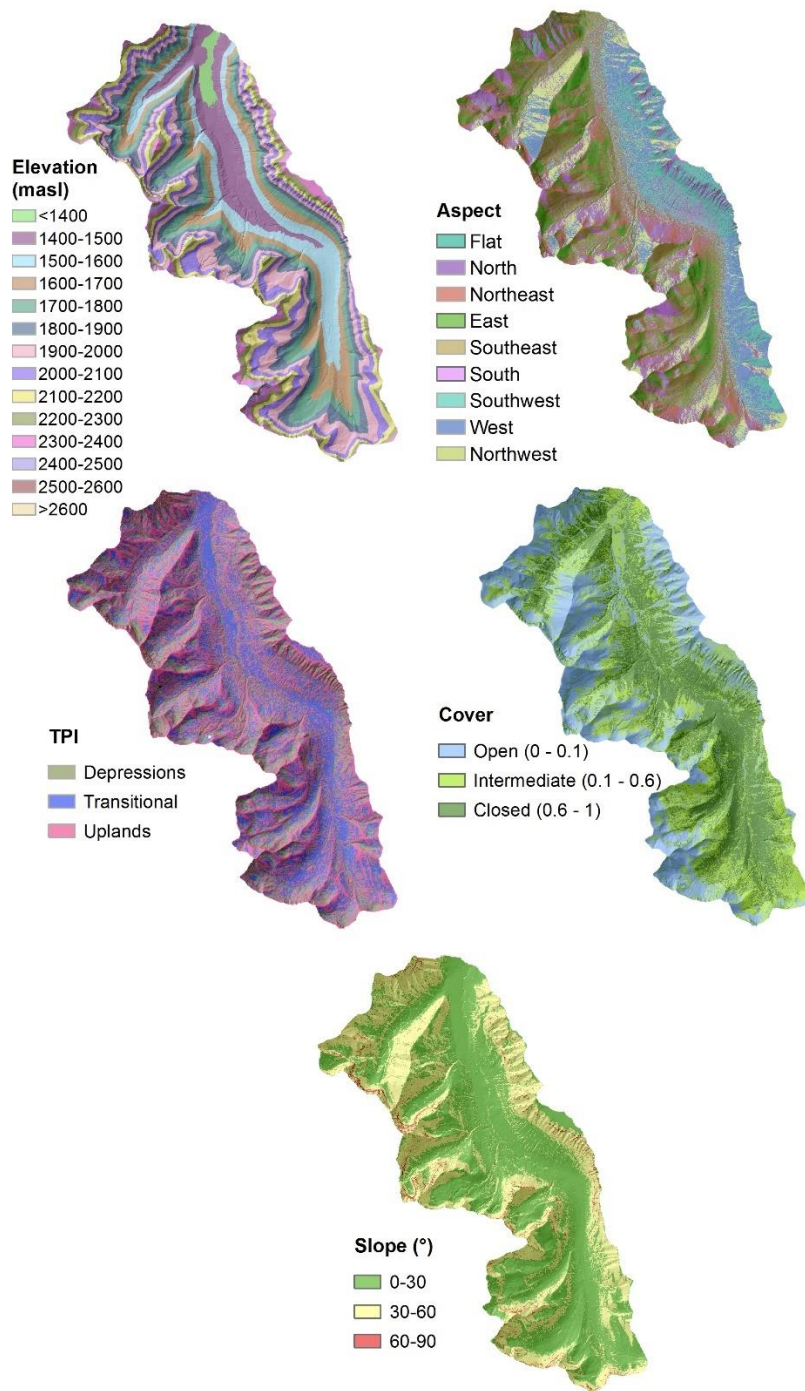 Elevation
(masl)
<1400
1400-1500
1500-1600
1600-1700
1700-1800
1800-1900
1900-2000
2000-2100
2100-2200
2200-2300
2300-2400
2400-2500
2500-2600
>2600
Aspect
Flat
North
Northeast
East
Southeast
South
Southwest
West
Northwest
TPI
Depressions
Transitional
Uplands
Cover
Open (0 - 0.1)
Intermediate (0.1 - 0.6)
Closed (0.6 - 1)
Slope (°)
0-30
30-60
60-90